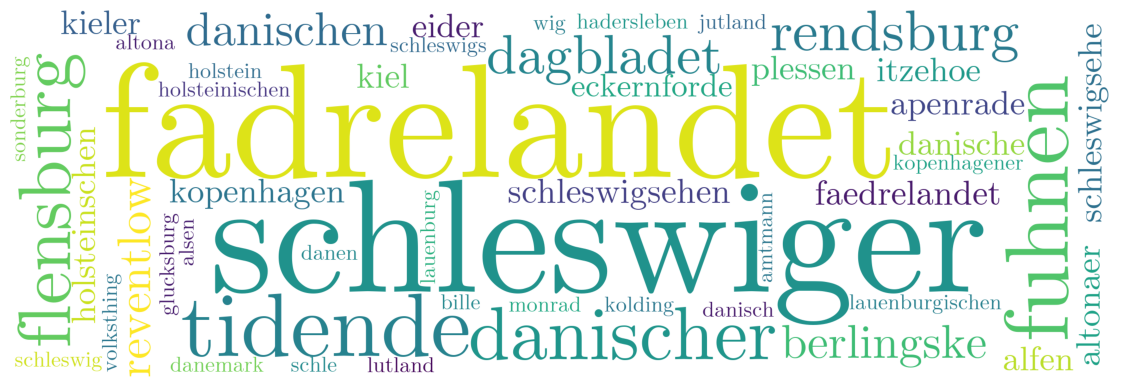 kieler
altona
danischen
eider
schleswigs
wig
hadersleben
jutland
rendsburg
schleswigsehe
sonderburg
flensburg
holstein
holsteinischen
kiel
dagbladet
eckernforde
plessen
itzehoe
fadrelandet
apenrade
danische
kopenhagener
fuhnen
holsteinschen
reventlow
kopenhagen
schleswigsehen
faedrelandet
glucksburg
alsen
schleswiger
danen
lauenburg
amtmann
altonaer
volksthing
tidende
bille
monrad
kolding
danisch
lauenburgischen
danischer
berlingske
alfen
schleswig
danemark
schle
lutland